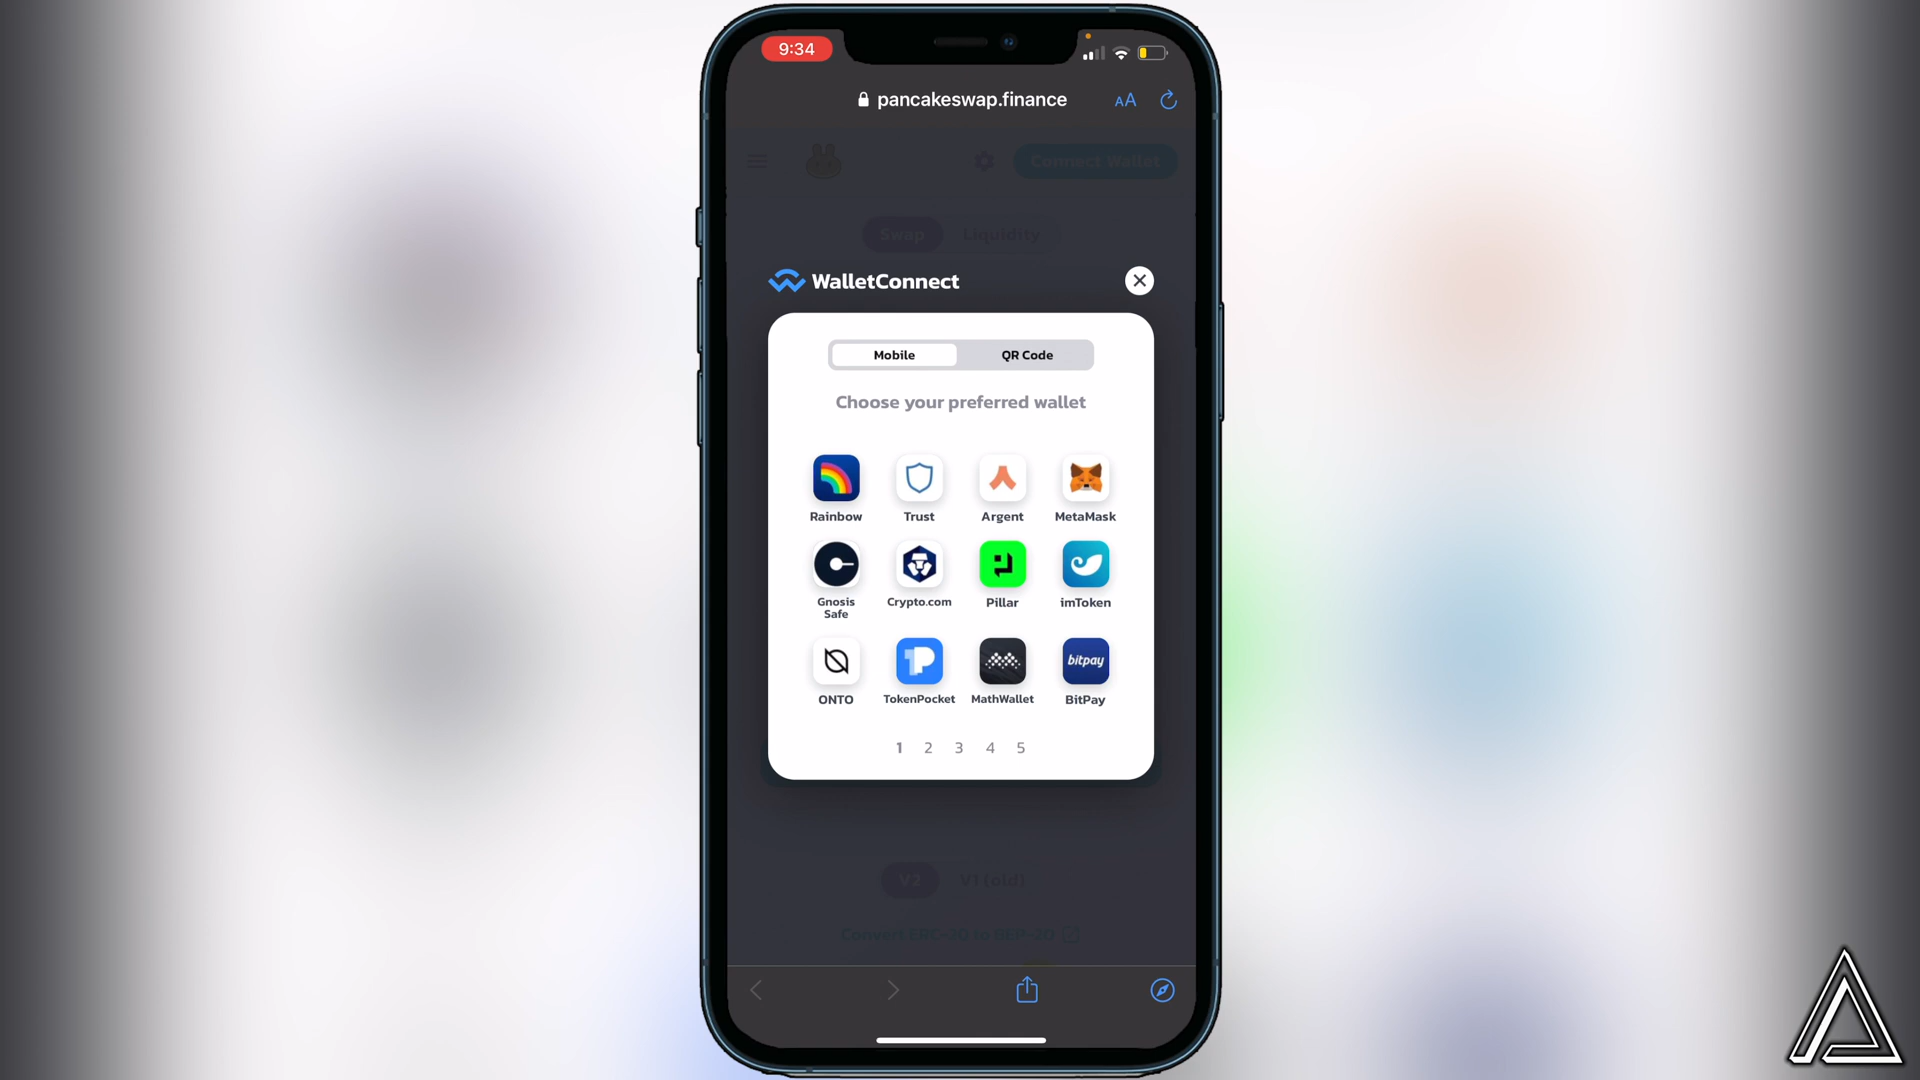 9:34
pancakeswap.finance AA
Connect Wallet
Swap Liquidity
WalletConnect
Mobile QR Code
Choose your preferred wallet
Rainbow Trust Argent MetaMask
Gnosis Safe Crypto.com Pillar imToken
bitpay
ONTO TokenPocket MathWallet BitPay
1 2 3 4 5
V2 V1 (old)
Convert ERC-20 to BEP-20